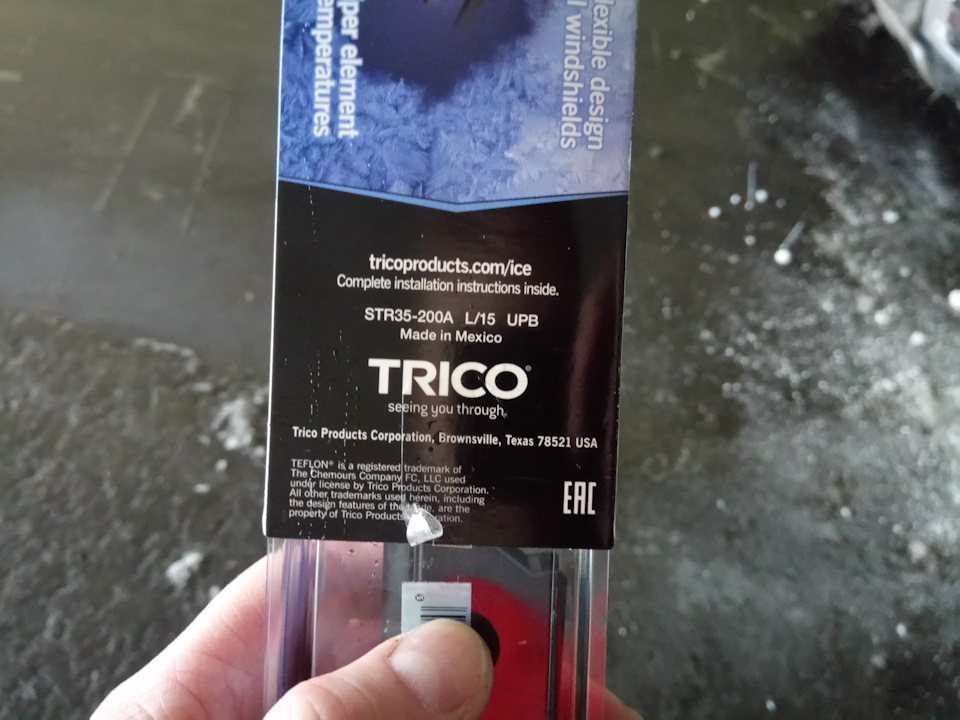 per element
emperatures
lexible design
l windshields
tricoproducts.com/ice
Complete installation instructions inside.
STR35-200A L/15 UPB
Made in Mexico
TRICO®
seeing you through®
Trico Products Corporation, Brownsville, Texas 78521 USA
TEFLON® is a registered trademark of
The Chemours Company FC, LLC used
under license by Trico Products Corporation.
All other trademarks used herein, including
the design features of the are the
property of Trico Products ration.
EAC